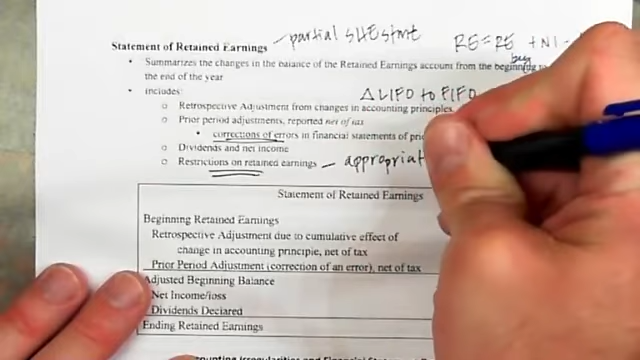 Statement of Retained Earnings - partial SHE stmt RE = RE beg + NI -
Summarizes the changes in the balance of the Retained Earnings account from the beginning to
the end of the year
Δ LIFO to FIFO
includes:
Retrospective Adjustment from changes in accounting principles,
Prior period adjustments, reported net of tax
corrections of errors in financial statements of
Dividends and net income
Restrictions on retained earnings - appropriat
Statement of Retained Earnings
Beginning Retained Earnings
Retrospective Adjustment due to cumulative effect of
change in accounting principle, net of tax
Prior Period Adjustment (correction of an error), net of tax
Adjusted Beginning Balance
Net Income/loss
Dividends Declared
Ending Retained Earnings